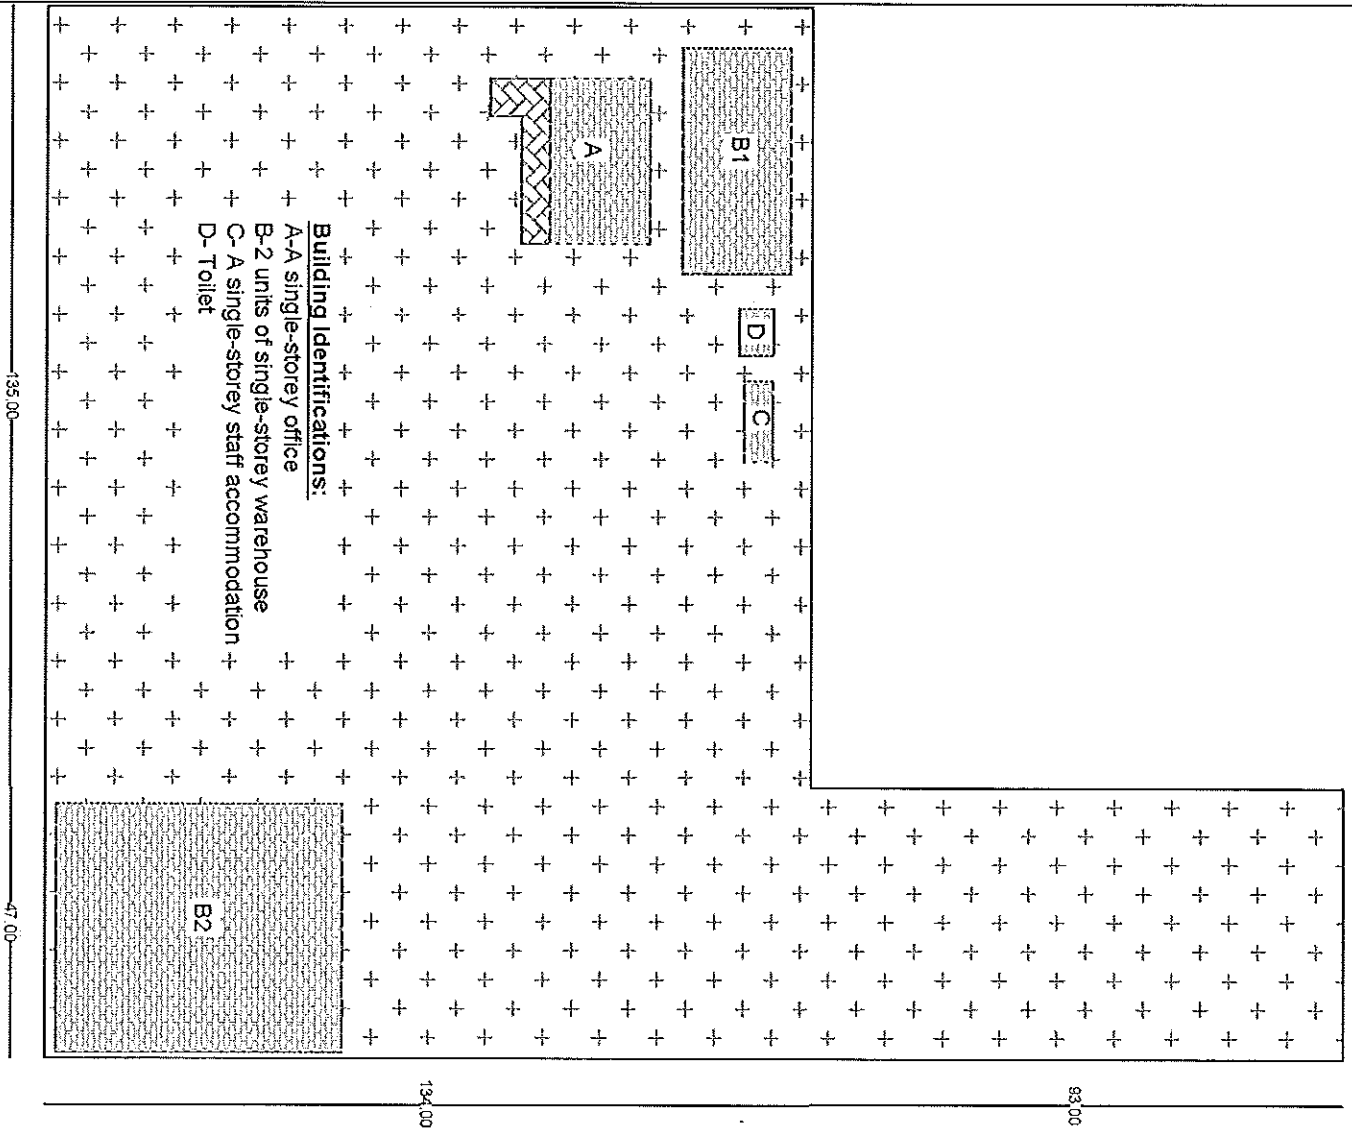 B1
A
D
C
Building Identifications:
A-A single-storey office
B-2 units of single-storey warehouse
C- A single-storey staff accommodation
D- Toilet
B2
135.00
47.00
134.00
93.00